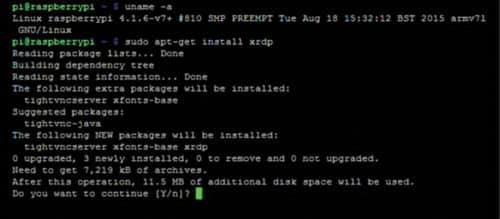 pi@raspberrypi ~ $ uname -a
Linux raspberrypi 4.1.6-v7+ #810 SMP PREEMPT Tue Aug 18 15:32:12 BST 2015 armv7l
GNU/Linux
pi@raspberrypi ~ $ sudo apt-get install xrdp
Reading package lists... Done
Building dependency tree
Reading state information... Done
The following extra packages will be installed:
tightvncserver xfonts-base
Suggested packages:
tightvnc-java
The following NEW packages will be installed:
tightvncserver xfonts-base xrdp
0 upgraded, 3 newly installed, 0 to remove and 0 not upgraded.
Need to get 7,219 kB of archives.
After this operation, 11.5 MB of additional disk space will be used.
Do you want to continue [Y/n]?